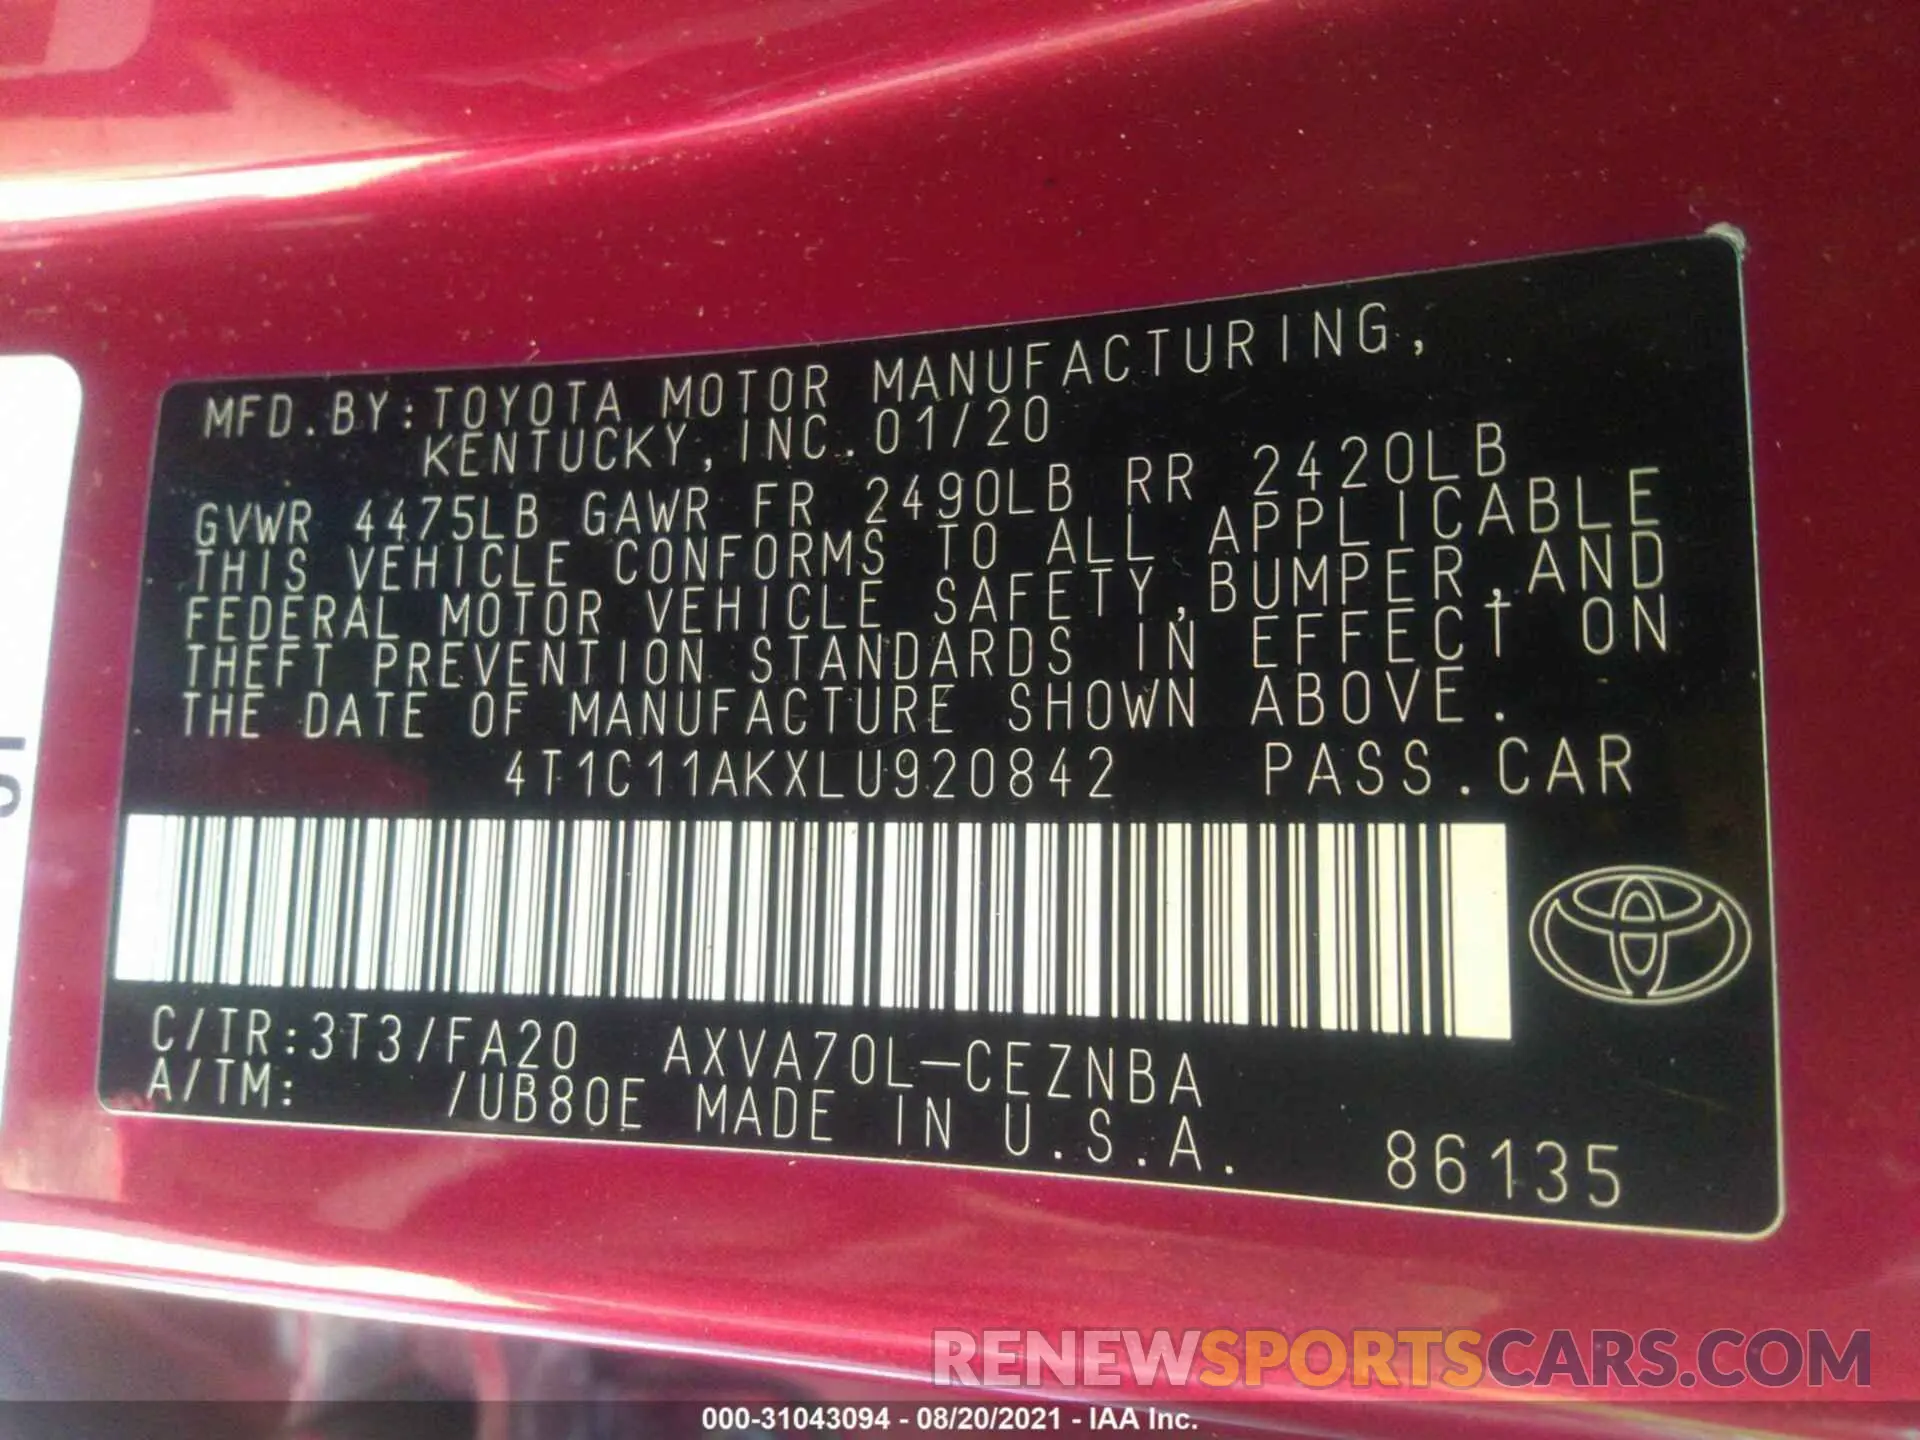 MFD.BY:TOYOTA MOTOR MANUFACTURING,
KENTUCKY, INC. 01/20
GVWR 4475LB GAWR FR 2490LB RR 2420LB
THIS VEHICLE CONFORMS TO ALL APPLICABLE
FEDERAL MOTOR VEHICLE SAFETY,BUMPER,AND
THEFT PREVENTION STANDARDS IN EFFECT ON
THE DATE OF MANUFACTURE SHOWN ABOVE.
4T1C11AKXLU920842 PASS.CAR
C/TR:3T3/FA20 AXVA70L-CEZNBA
A/TM: /UB80E MADE IN U.S.A.
86135
RENEWSPORTSCARS.COM
000-31043094 - 08/20/2021 - IAA Inc.